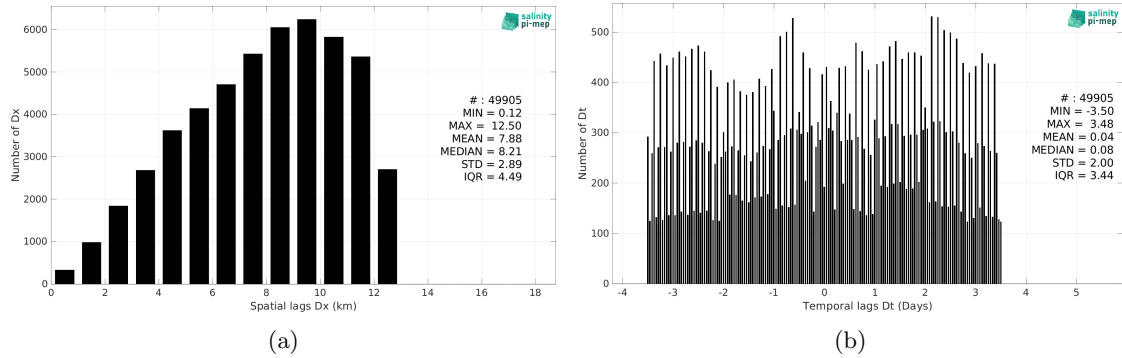 salinity
pi-mep
6000
5000
4000
3000
2000
1000
0
Number of Dx
# : 49905
MIN = 0.12
MAX = 12.50
MEAN = 7.88
MEDIAN = 8.21
STD = 2.89
IQR = 4.49
0 2 4 6 8 10 12 14 16 18
Spatial lags Dx (km)
(a)
salinity
pi-mep
500
400
300
200
100
0
Number of Dt
# : 49905
MIN = -3.50
MAX = 3.48
MEAN = 0.04
MEDIAN = 0.08
STD = 2.00
IQR = 3.44
-4 -3 -2 -1 0 1 2 3 4 5
Temporal lags Dt (Days)
(b)